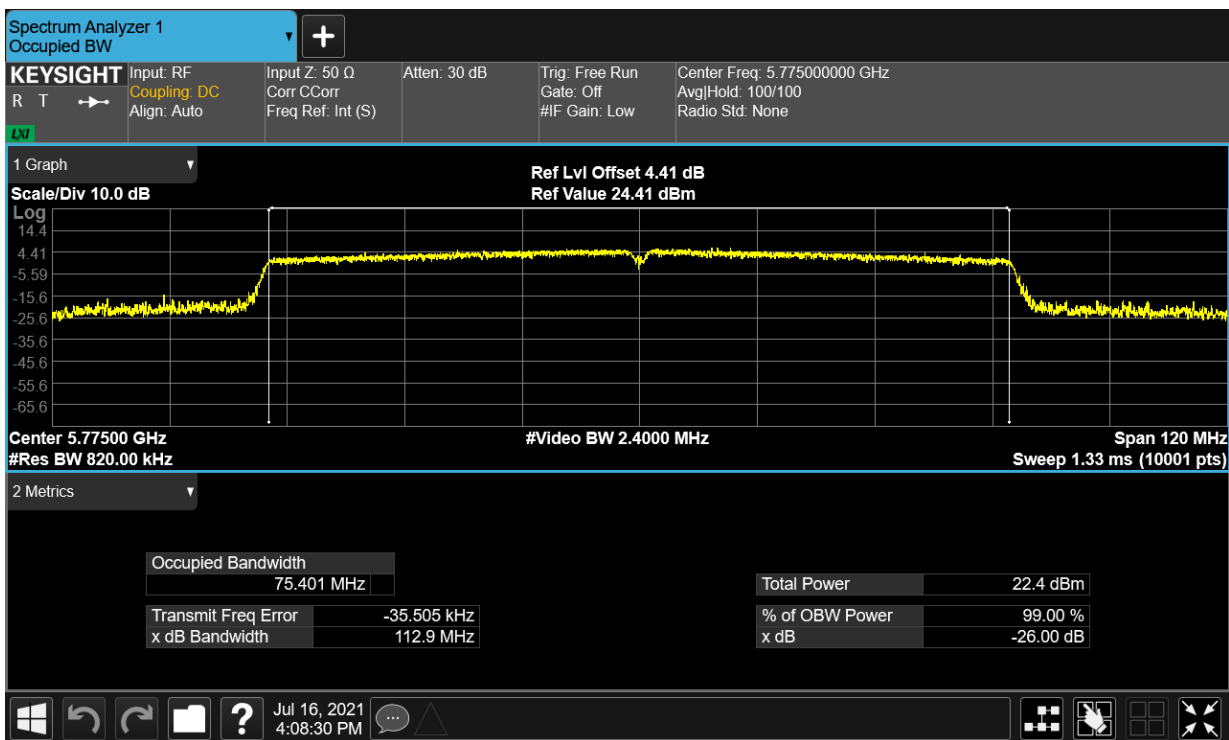 Spectrum Analyzer 1
Occupied BW
KEYSIGHT
R T
LXI
Input: RF
Coupling: DC
Align: Auto
Input Z: 50 Ω
Corr CCorr
Freq Ref: Int (S)
Atten: 30 dB
Trig: Free Run
Gate: Off
#IF Gain: Low
Center Freq: 5.775000000 GHz
Avg|Hold: 100/100
Radio Std: None
1 Graph
Scale/Div 10.0 dB
Ref Lvl Offset 4.41 dB
Ref Value 24.41 dBm
Log
14.4
4.41
-5.59
-15.6
-25.6
-35.6
-45.6
-55.6
-65.6
Center 5.77500 GHz
#Video BW 2.4000 MHz
Span 120 MHz
#Res BW 820.00 kHz
Sweep 1.33 ms (10001 pts)
2 Metrics
Occupied Bandwidth
75.401 MHz
Total Power 22.4 dBm
Transmit Freq Error -35.505 kHz
% of OBW Power 99.00 %
x dB Bandwidth 112.9 MHz
x dB -26.00 dB
?
Jul 16, 2021
4:08:30 PM